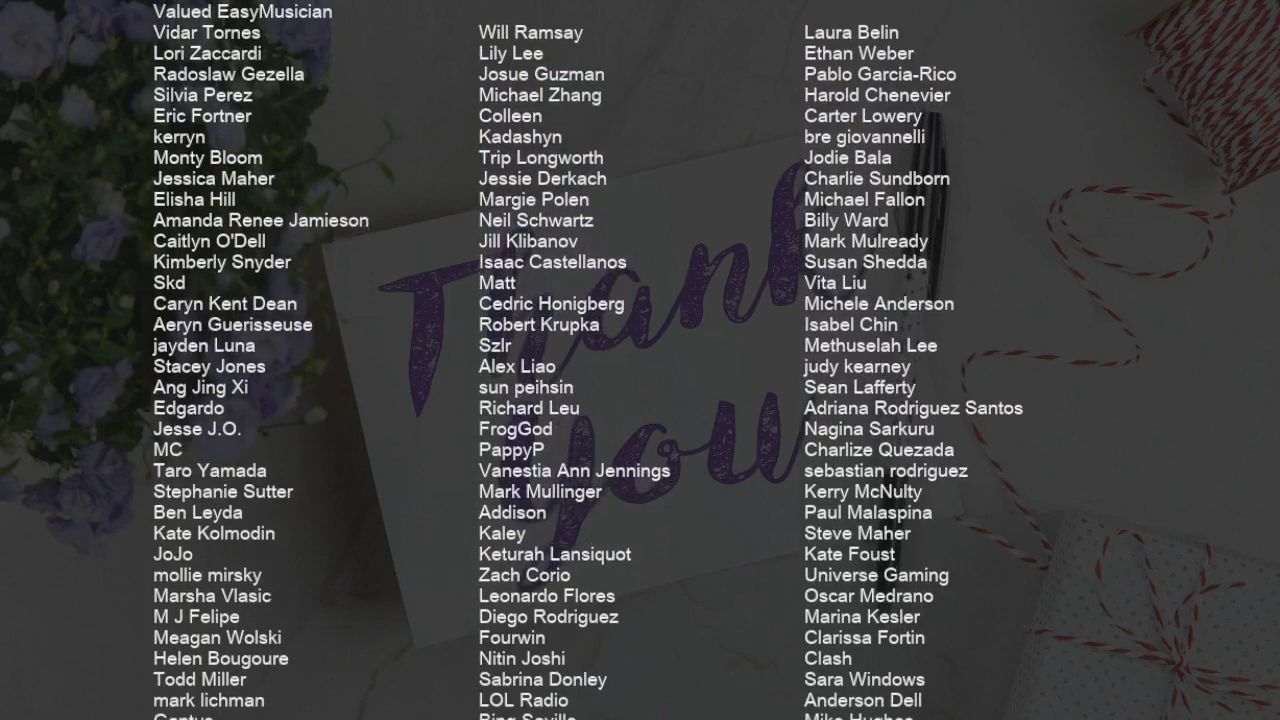 Valued EasyMusician
Vidar Tornes
Lori Zaccardi
Radoslaw Gezella
Silvia Perez
Eric Fortner
kerryn
Monty Bloom
Jessica Maher
Elisha Hill
Amanda Renee Jamieson
Caitlyn O'Dell
Kimberly Snyder
Skd
Caryn Kent Dean
Aeryn Guerisseuse
jayden Luna
Stacey Jones
Ang Jing Xi
Edgardo
Jesse J.O.
MC
Taro Yamada
Stephanie Sutter
Ben Leyda
Kate Kolmodin
JoJo
mollie mirsky
Marsha Vlasic
M J Felipe
Meagan Wolski
Helen Bougoure
Todd Miller
mark lichman
Will Ramsay
Lily Lee
Josue Guzman
Michael Zhang
Colleen
Kadashyn
Trip Longworth
Jessie Derkach
Margie Polen
Neil Schwartz
Jill Klibanov
Isaac Castellanos
Matt
Cedric Honigberg
Robert Krupka
Szlr
Alex Liao
sun peihsin
Richard Leu
FrogGod
PappyP
Vanestia Ann Jennings
Mark Mullinger
Addison
Kaley
Keturah Lansiquot
Zach Corio
Leonardo Flores
Diego Rodriguez
Fourwin
Nitin Joshi
Sabrina Donley
LOL Radio
Laura Belin
Ethan Weber
Pablo Garcia-Rico
Harold Chenevier
Carter Lowery
bre giovannelli
Jodie Bala
Charlie Sundborn
Michael Fallon
Billy Ward
Mark Mulready
Susan Shedda
Vita Liu
Michele Anderson
Isabel Chin
Methuselah Lee
judy kearney
Sean Lafferty
Adriana Rodriguez Santos
Nagina Sarkuru
Charlize Quezada
sebastian rodriguez
Kerry McNulty
Paul Malaspina
Steve Maher
Kate Foust
Universe Gaming
Oscar Medrano
Marina Kesler
Clarissa Fortin
Clash
Sara Windows
Anderson Dell
Thank
you